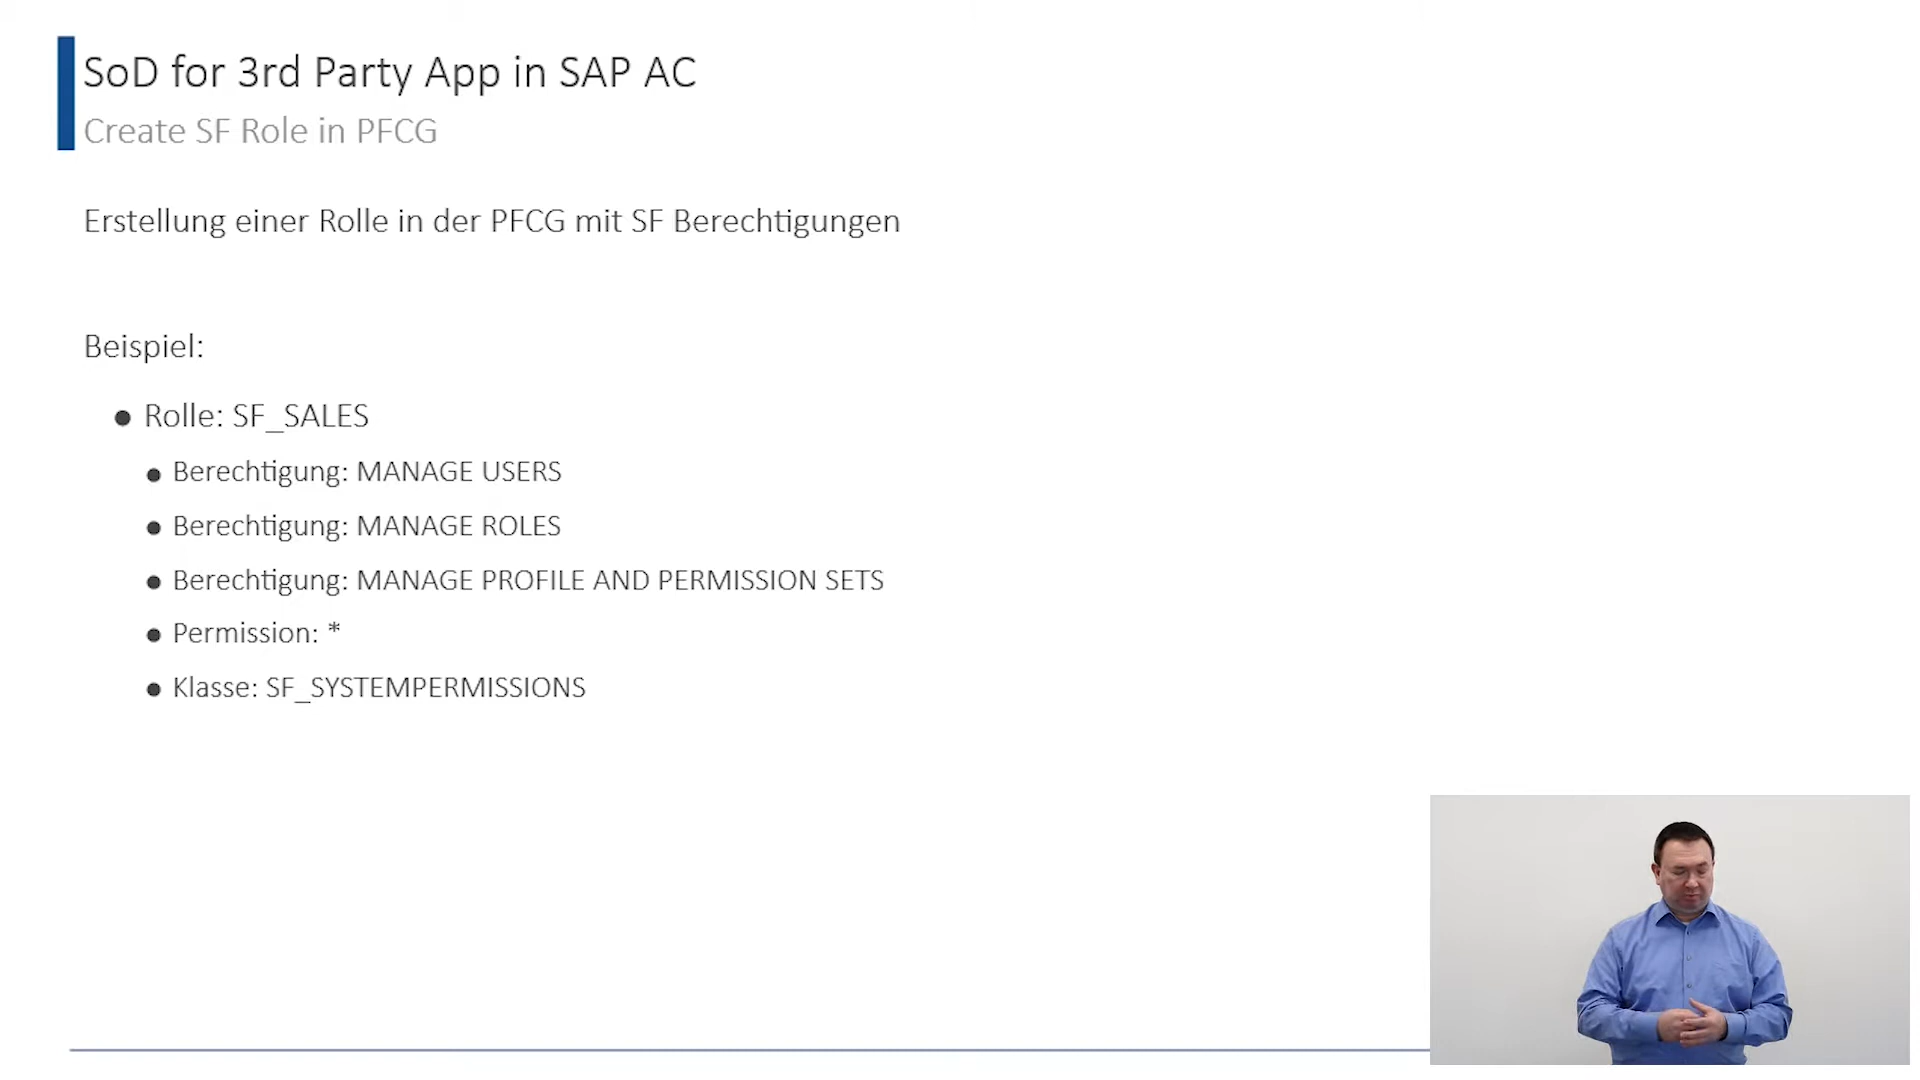 SoD for 3rd Party App in SAP AC
Create SF Role in PFCG
Erstellung einer Rolle in der PFCG mit SF Berechtigungen
Beispiel:
● Rolle: SF_SALES
● Berechtigung: MANAGE USERS
● Berechtigung: MANAGE ROLES
● Berechtigung: MANAGE PROFILE AND PERMISSION SETS
● Permission: *
● Klasse: SF_SYSTEMPERMISSIONS